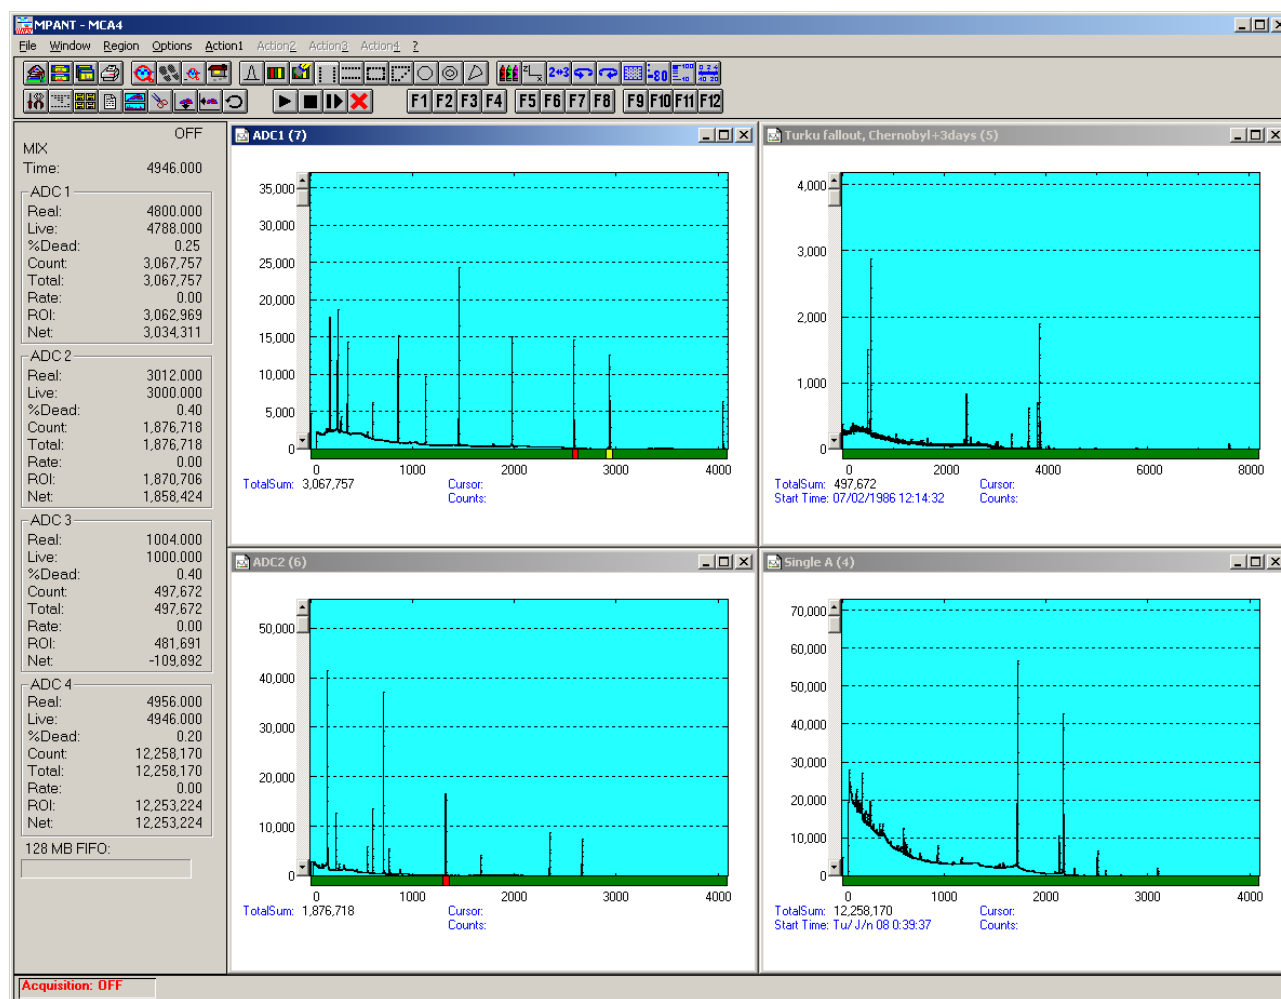 MPANT - MCA4
File Window Region Options Action1 Action2 Action3 Action4 ?
F1 F2 F3 F4 F5 F6 F7 F8 F9 F10 F11 F12
OFF
MIX
Time: 4946.000
ADC 1
Real: 4800.000
Live: 4788.000
%Dead: 0.25
Count: 3,067,757
Total: 3,067,757
Rate: 0.00
ROI: 3,062,969
Net: 3,034,311
ADC 2
Real: 3012.000
Live: 3000.000
%Dead: 0.40
Count: 1,876,718
Total: 1,876,718
Rate: 0.00
ROI: 1,870,706
Net: 1,858,424
ADC 3
Real: 1004.000
Live: 1000.000
%Dead: 0.40
Count: 497,672
Total: 497,672
Rate: 0.00
ROI: 481,691
Net: -109,892
ADC 4
Real: 4956.000
Live: 4946.000
%Dead: 0.20
Count: 12,258,170
Total: 12,258,170
Rate: 0.00
ROI: 12,253,224
Net: 12,253,224
128 MB FIFO:
ADC1 (7)
35,000
30,000
25,000
20,000
15,000
10,000
5,000
0
0 1000 2000 3000 4000
TotalSum: 3,067,757 Cursor:
Counts:
Turku fallout, Chernobyl+3days (5)
4,000
3,000
2,000
1,000
0
0 2000 4000 6000 8000
TotalSum: 497,672 Cursor:
Start Time: 07/02/1986 12:14:32 Counts:
ADC2 (6)
50,000
40,000
30,000
20,000
10,000
0
0 1000 2000 3000 4000
TotalSum: 1,876,718 Cursor:
Counts:
Single A (4)
70,000
60,000
50,000
40,000
30,000
20,000
10,000
0
0 1000 2000 3000 4000
TotalSum: 12,258,170 Cursor:
Start Time: Tu/ J/n 08 0:39:37 Counts:
Acquisition: OFF